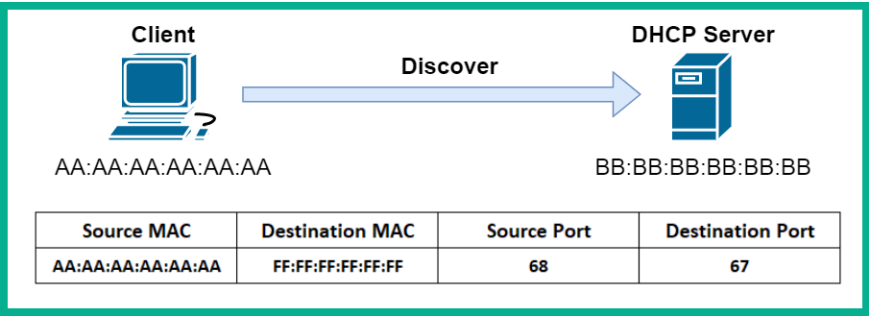 Client
DHCP Server
Discover
AA:AA:AA:AA:AA:AA
BB:BB:BB:BB:BB:BB
Source MAC Destination MAC Source Port Destination Port
AA:AA:AA:AA:AA:AA FF:FF:FF:FF:FF:FF 68 67